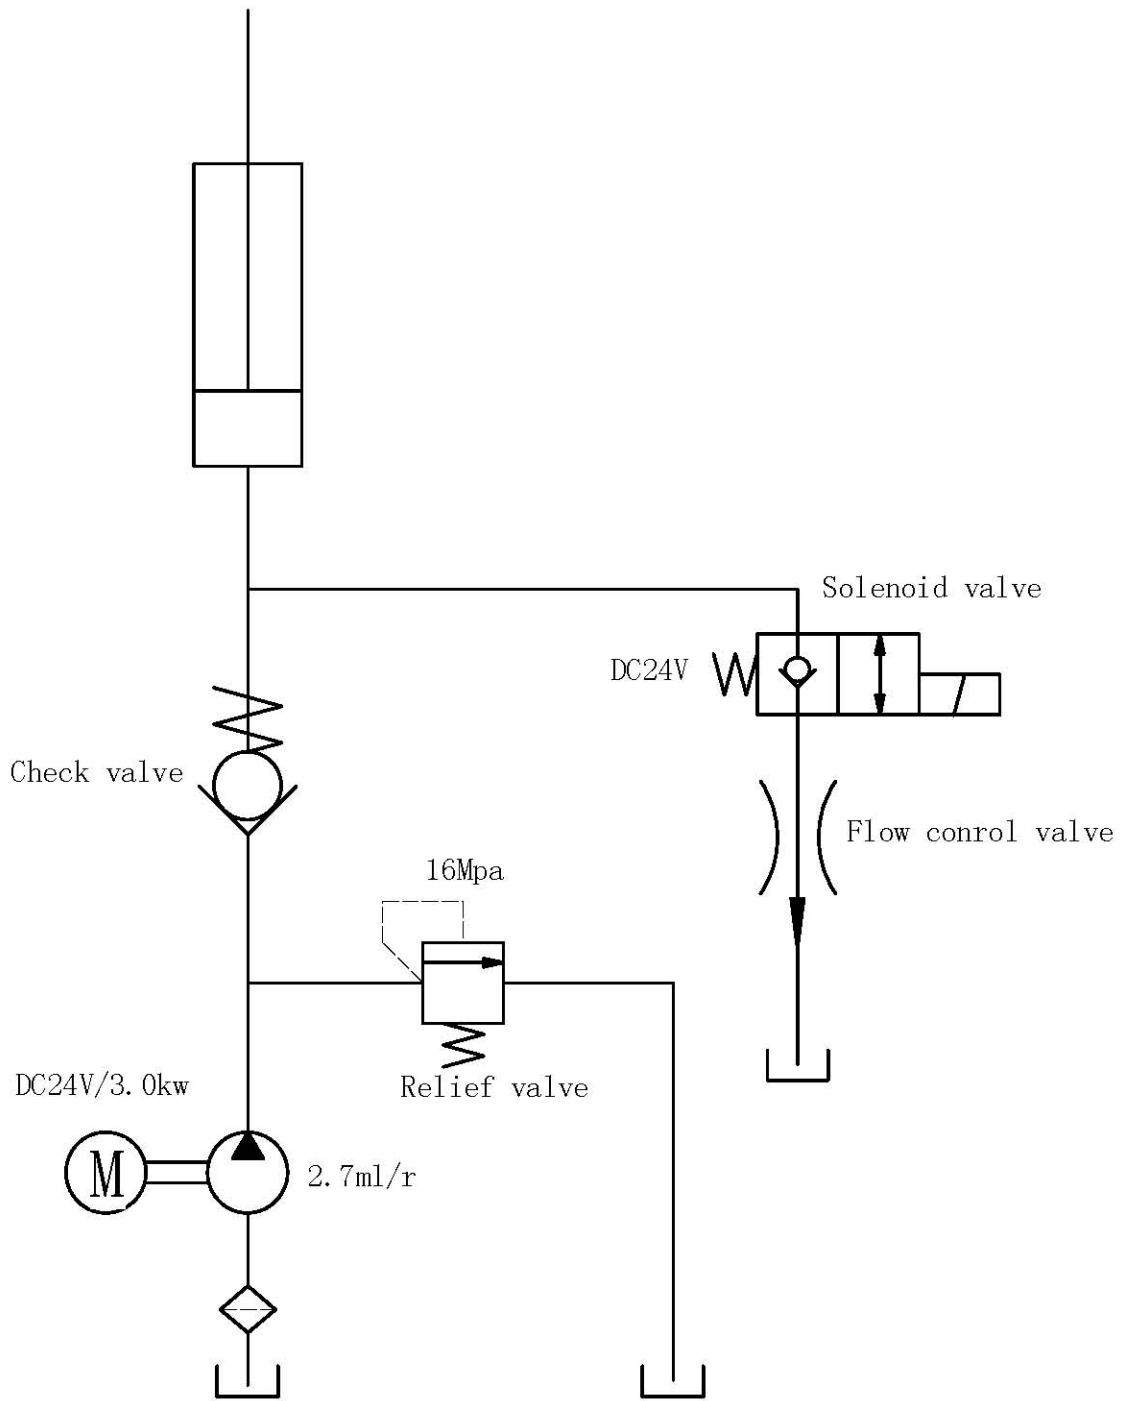 Solenoid valve
DC24V
Check valve
Flow conrol valve
16Mpa
DC24V/3.0kw
Relief valve
M
2.7ml/r